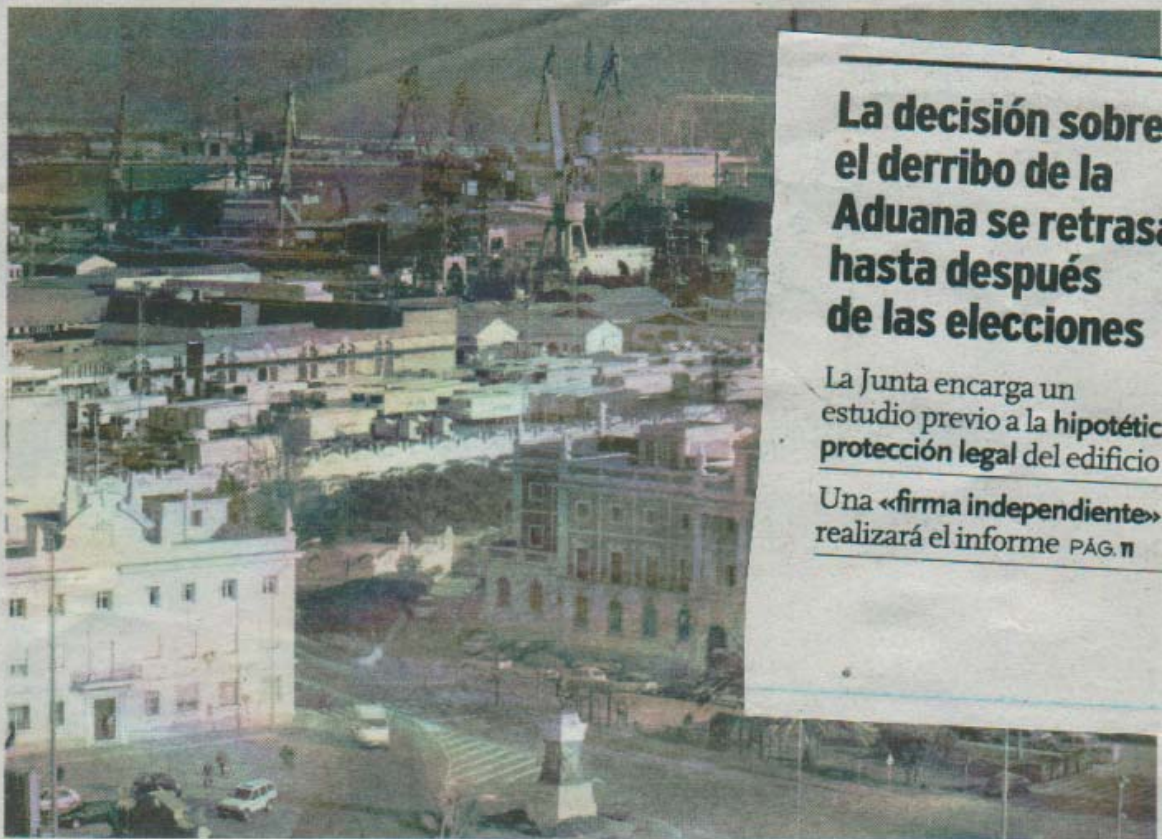 La decisión sobre
el derribo de la
Aduana se retrasa
hasta después
de las elecciones
La Junta encarga un
estudio previo a la hipotétic
protección legal del edificio
Una «firma independiente»
realizará el informe PÁG. 11